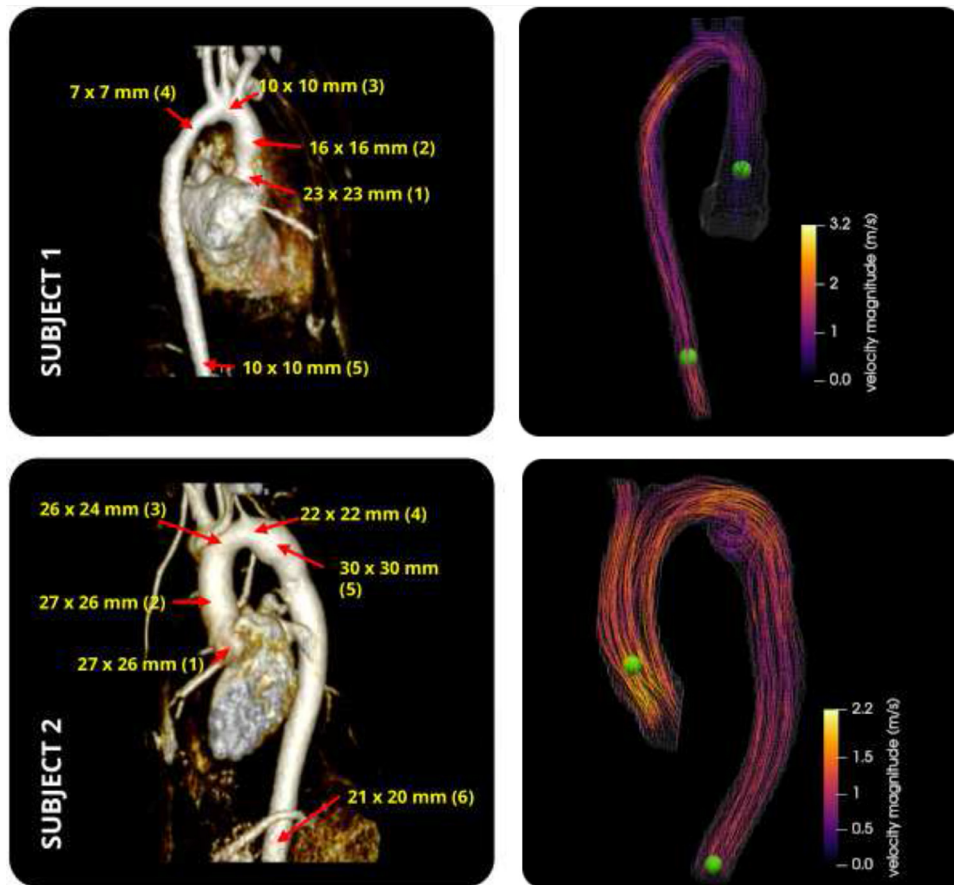 7 x 7 mm (4)
10 x 10 mm (3)
16 x 16 mm (2)
23 x 23 mm (1)
10 x 10 mm (5)
SUBJECT 1
3.2
2
1
0.0
velocity magnitude (m/s)
26 x 24 mm (3)
22 x 22 mm (4)
30 x 30 mm
(5)
27 x 26 mm (2)
27 x 26 mm (1)
21 x 20 mm (6)
SUBJECT 2
2.2
1.5
1
0.5
0.0
velocity magnitude (m/s)